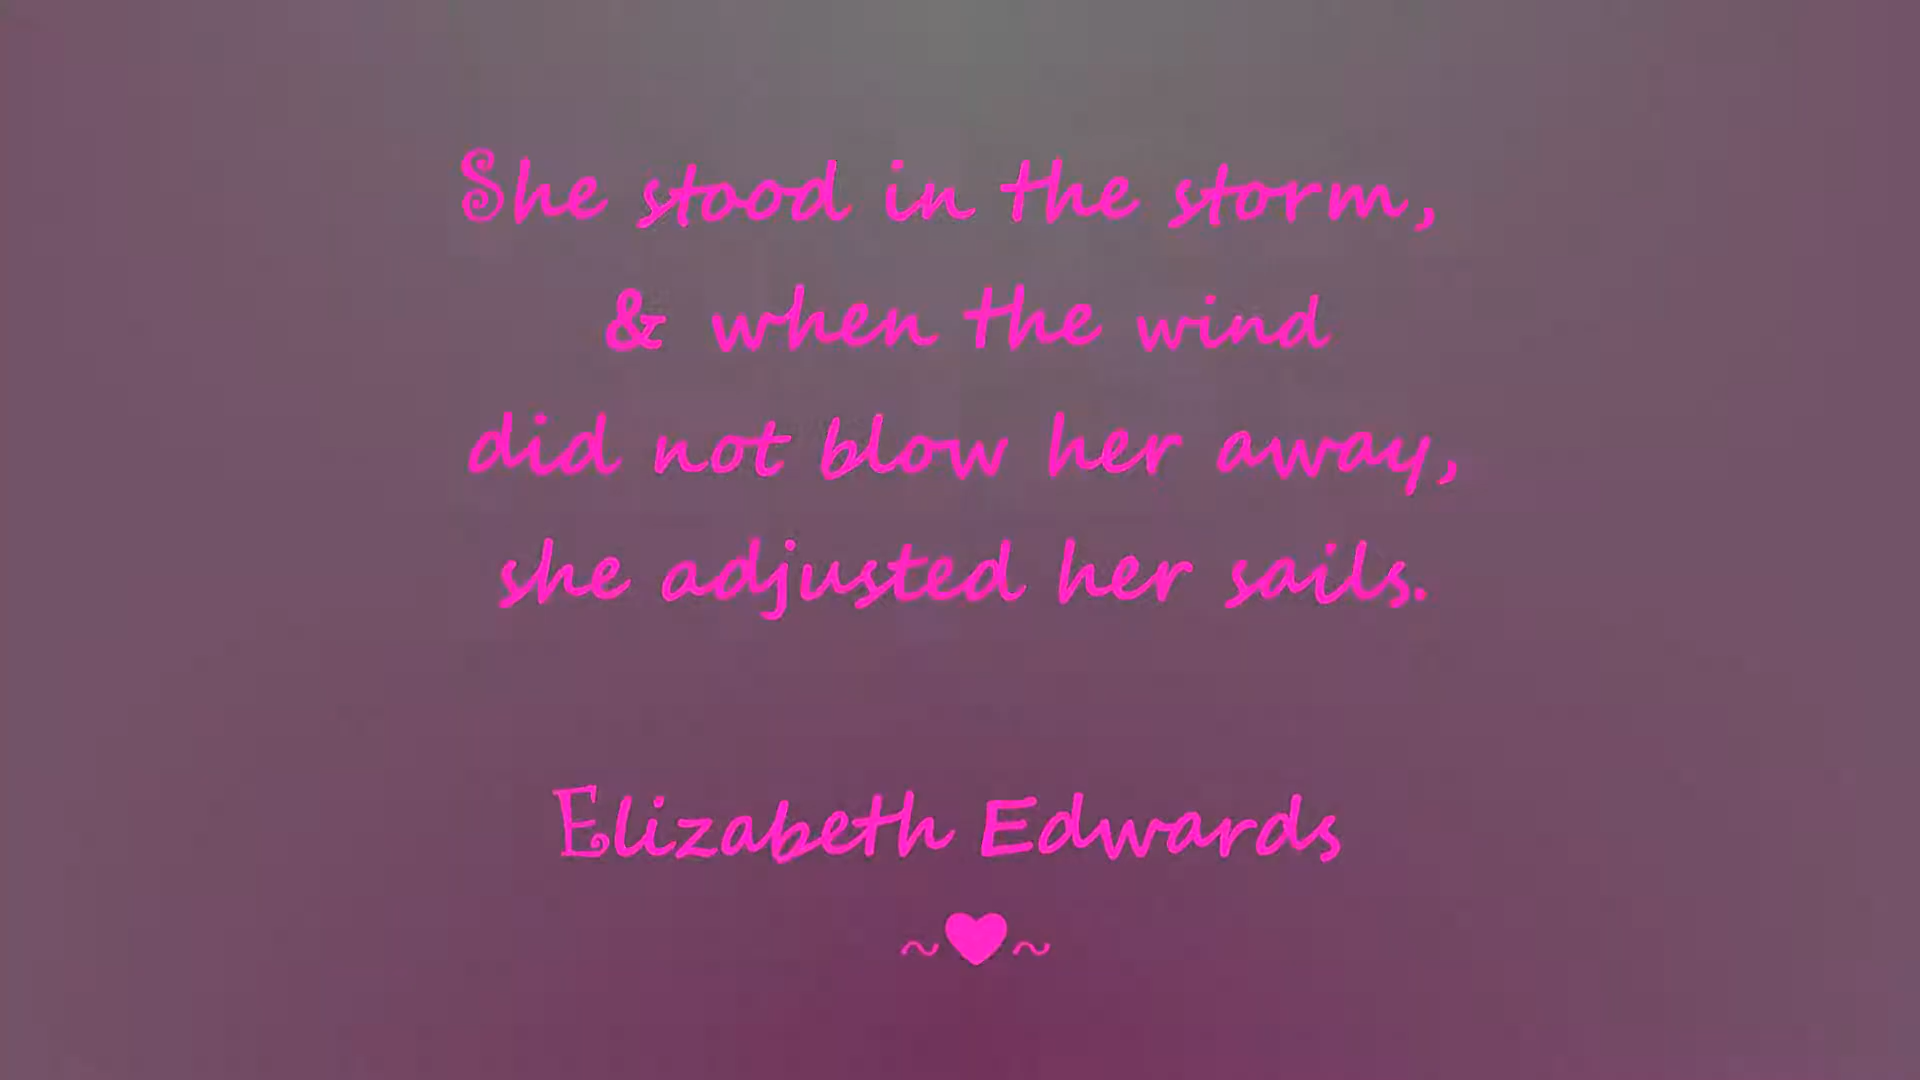 She stood in the storm,
& when the wind
did not blow her away,
she adjusted her sails.
Elizabeth Edwards
~♥~